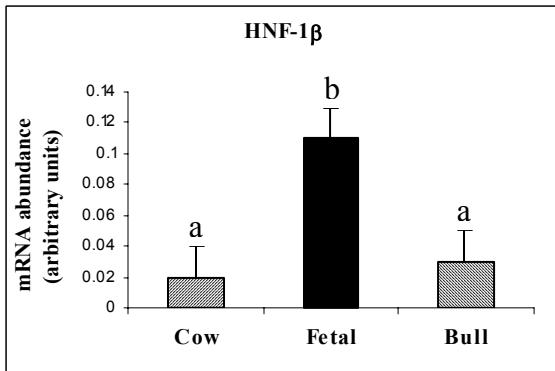 HNF-1β
mRNA abundance
(arbitrary units)
0.14
0.12
0.1
0.08
0.06
0.04
0.02
0
a
b
a
Cow Fetal Bull